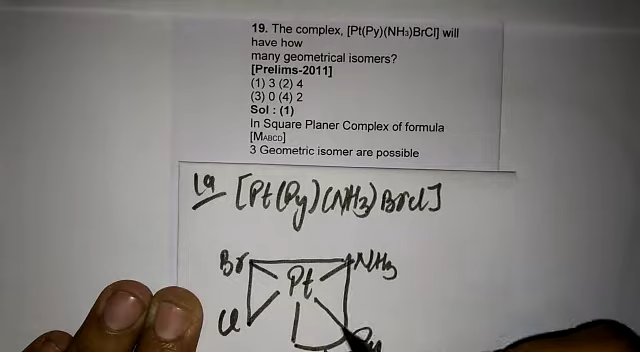 19. The complex, [Pt(Py)(NH₃)BrCl] will
have how
many geometrical isomers?
[Prelims-2011]
(1) 3 (2) 4
(3) 0 (4) 2
Sol : (1)
In Square Planer Complex of formula
[MABCD]
3 Geometric isomer are possible
19 [Pt(Py)(NH₃)BrCl]
Br NH₃
Pt
Cl Py